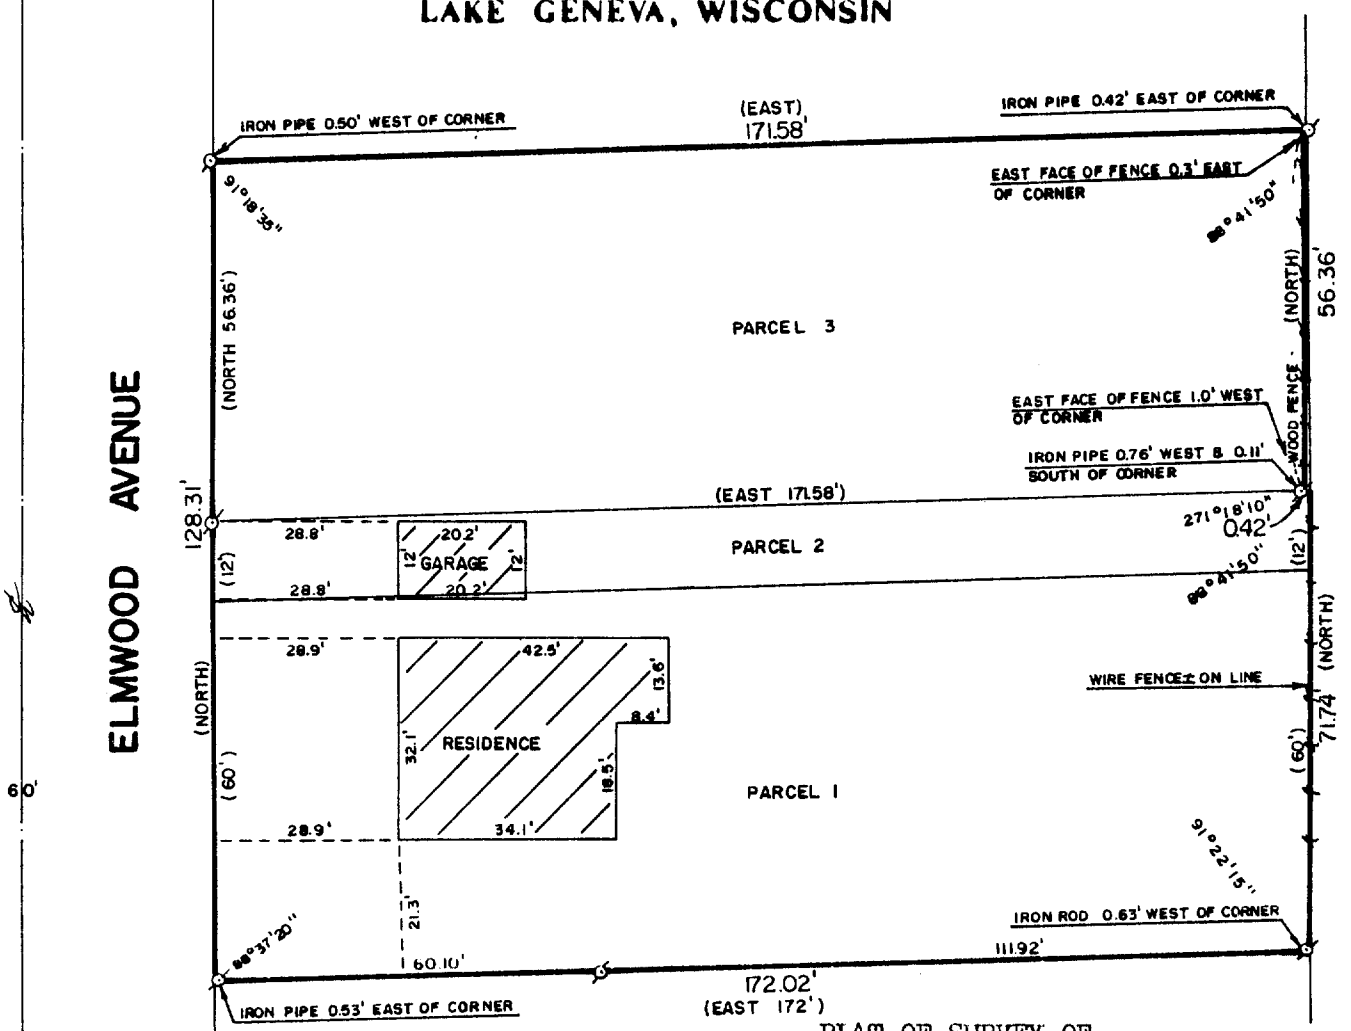 LAKE GENEVA, WISCONSIN
(EAST)
171.58'
IRON PIPE 0.50' WEST OF CORNER
IRON PIPE 0.42' EAST OF CORNER
EAST FACE OF FENCE 0.3' EAST
OF CORNER
91°18'35"
88°41'50"
(NORTH 56.36')
(NORTH)
56.36'
PARCEL 3
ELMWOOD AVENUE
WOOD FENCE
EAST FACE OF FENCE 1.0' WEST
OF CORNER
IRON PIPE 0.76' WEST & 0.11'
SOUTH OF CORNER
(EAST 171.58')
128.31'
271°18'10"
0.42'
28.8'
20.2'
12'
GARAGE
12'
PARCEL 2
(12')
(12')
88°41'50"
28.8'
20.2'
28.9'
42.5'
13.6'
8.4'
(NORTH)
(NORTH)
WIRE FENCE± ON LINE
71.74'
32.1'
RESIDENCE
18.5'
(60')
(60')
60'
PARCEL 1
28.9'
34.1'
91°22'15"
21.3'
88°37'20"
IRON ROD 0.63' WEST OF CORNER
60.10'
111.92'
172.02'
(EAST 172')
IRON PIPE 0.53' EAST OF CORNER
PLAT OF SURVEY OF